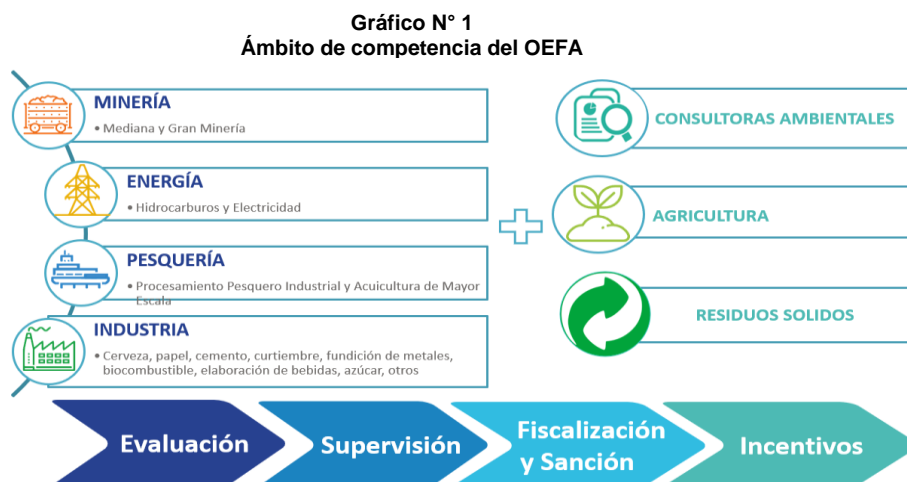 Gráfico N° 1
Ámbito de competencia del OEFA
MINERÍA
• Mediana y Gran Minería
ENERGÍA
• Hidrocarburos y Electricidad
PESQUERÍA
• Procesamiento Pesquero Industrial y Acuicultura de Mayor
Escala
INDUSTRIA
• Cerveza, papel, cemento, curtiembre, fundición de metales,
biocombustible, elaboración de bebidas, azúcar, otros
CONSULTORAS AMBIENTALES
AGRICULTURA
RESIDUOS SOLIDOS
Evaluación
Supervisión
Fiscalización
y Sanción
Incentivos